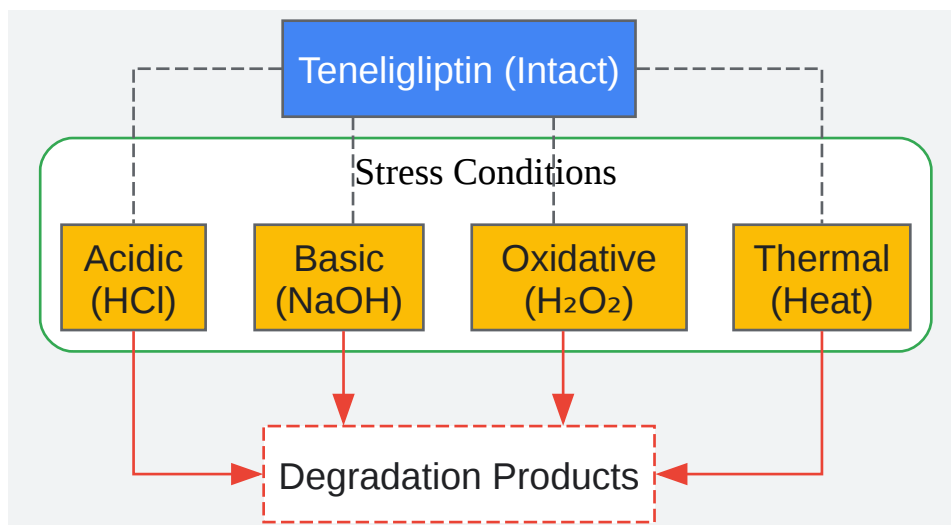 Teneligliptin (Intact)
Stress Conditions
Acidic
(HCl)
Basic
(NaOH)
Oxidative
(H₂O₂)
Thermal
(Heat)
Degradation Products